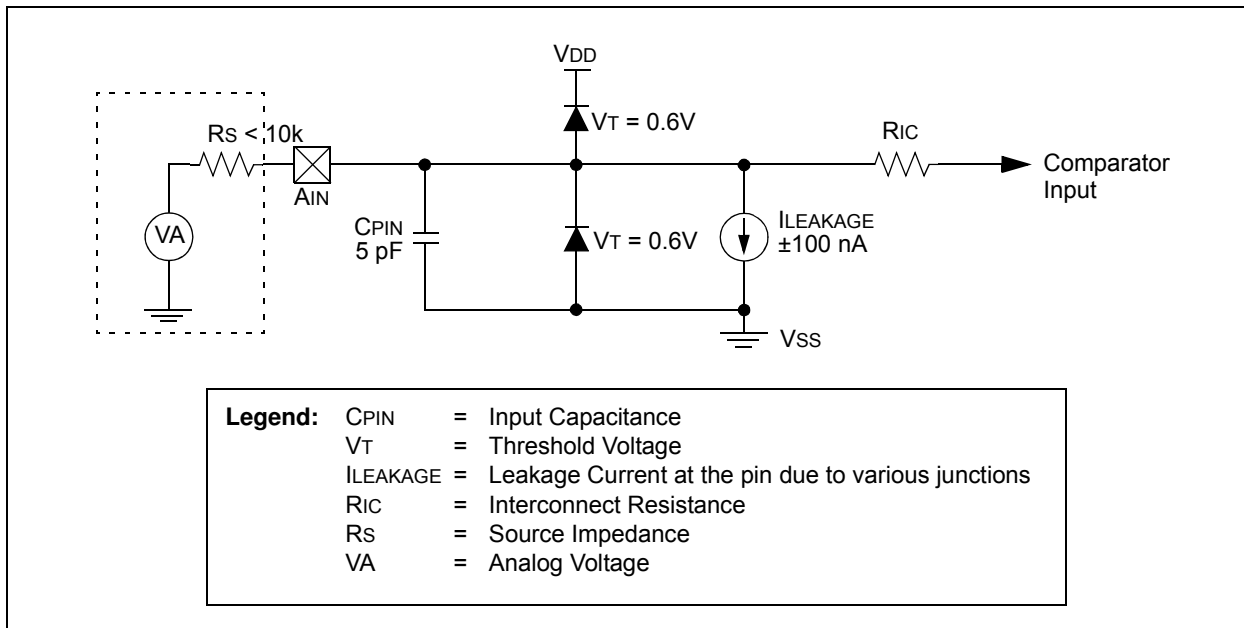 VDD
VT = 0.6V
RS < 10k
RIC
AIN
Comparator
Input
VA
CPIN
5 pF
VT = 0.6V
ILEAKAGE
±100 nA
VSS
Legend: CPIN = Input Capacitance
VT = Threshold Voltage
ILEAKAGE = Leakage Current at the pin due to various junctions
RIC = Interconnect Resistance
RS = Source Impedance
VA = Analog Voltage